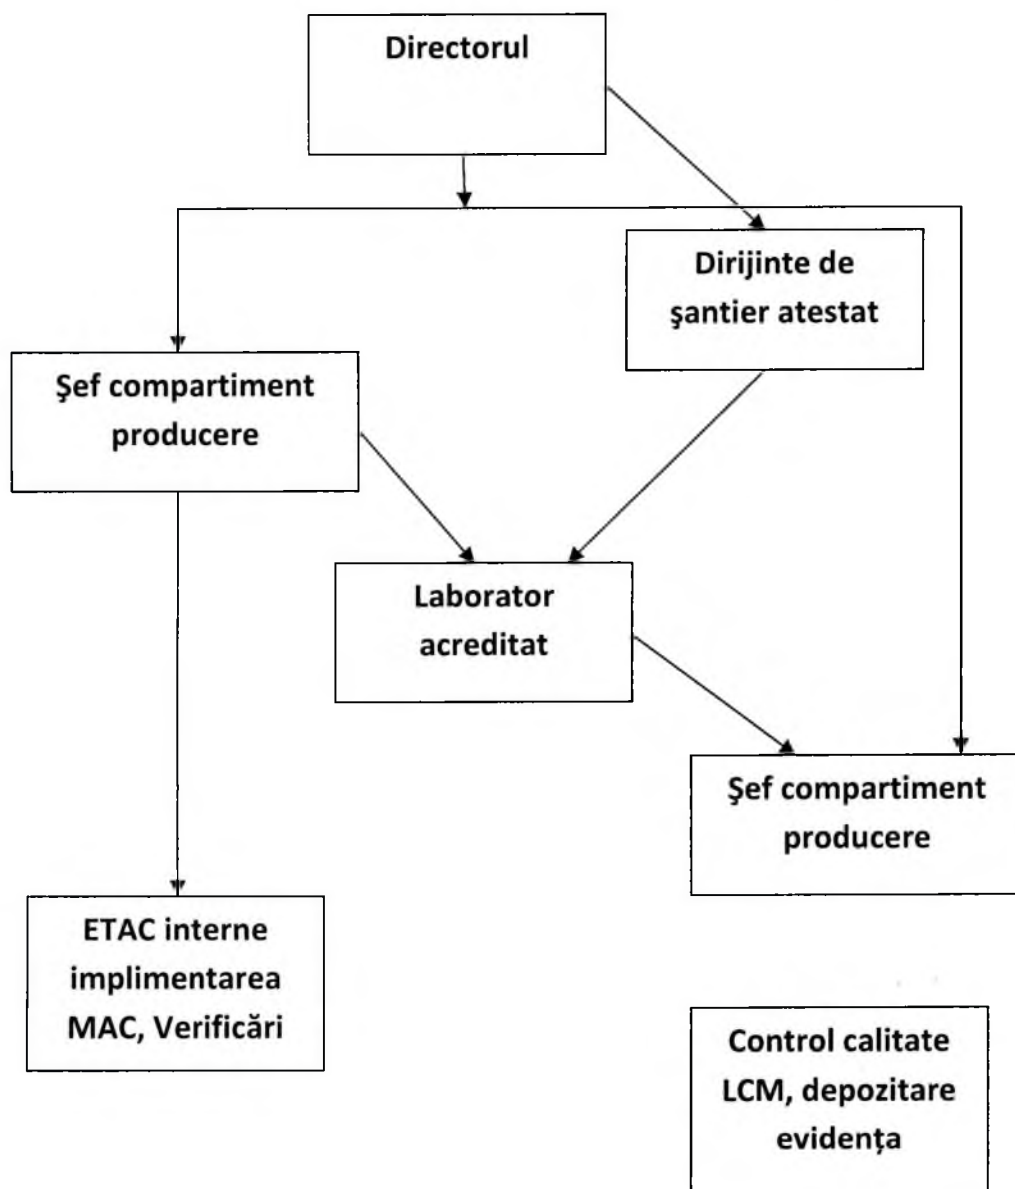 Directorul
Dirijinte de
şantier atestat
Şef compartiment
producere
Laborator
acreditat
Şef compartiment
producere
ETAC interne
implimentarea
MAC, Verificări
Control calitate
LCM, depozitare
evidența